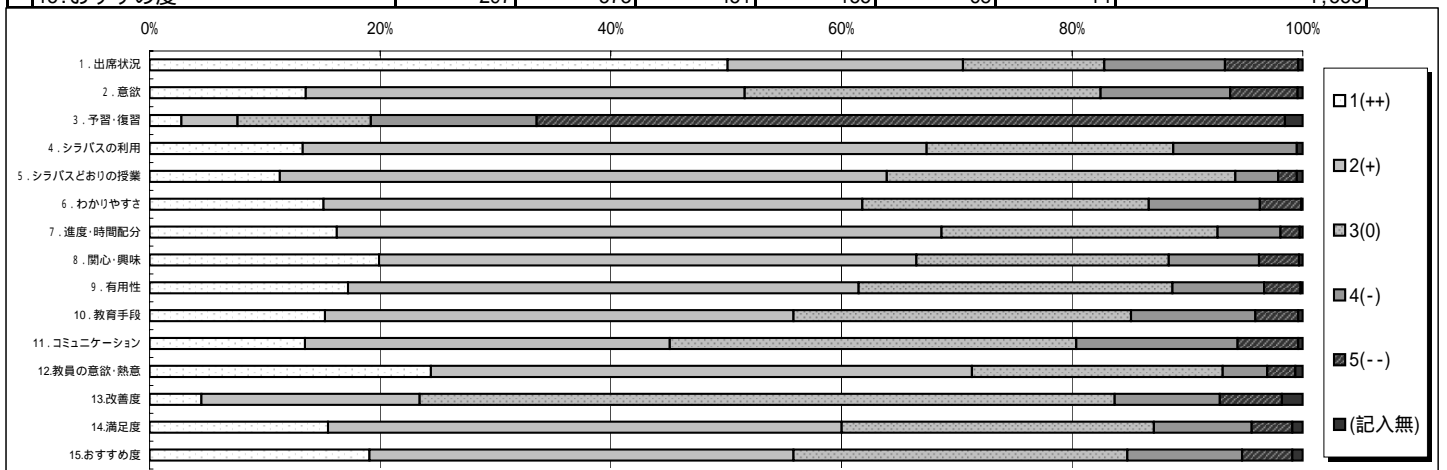 0% 20% 40% 60% 80% 100%
1.出席状況
2.意欲
3.予習・復習
4.シラバスの利用
5.シラバスどおりの授業
6.わかりやすさ
7.進度・時間配分
8.関心・興味
9.有用性
10.教育手段
11.コミュニケーション
12.教員の意欲・熱意
13.改善度
14.満足度
15.おすすめ度
1(++)
2(+)
3(0)
4(-)
5(--)
(記入無)